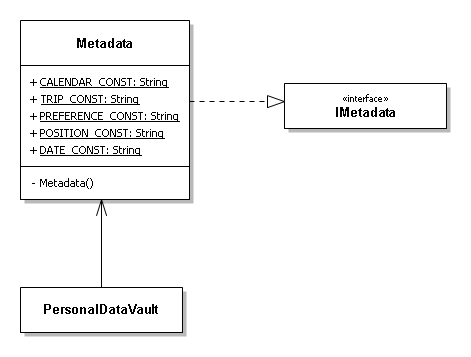 Metadata
+ CALENDAR_CONST: String
+ TRIP_CONST: String
+ PREFERENCE_CONST: String
+ POSITION_CONST: String
+ DATE_CONST: String
- Metadata()
«interface»
IMetadata
PersonalDataVault